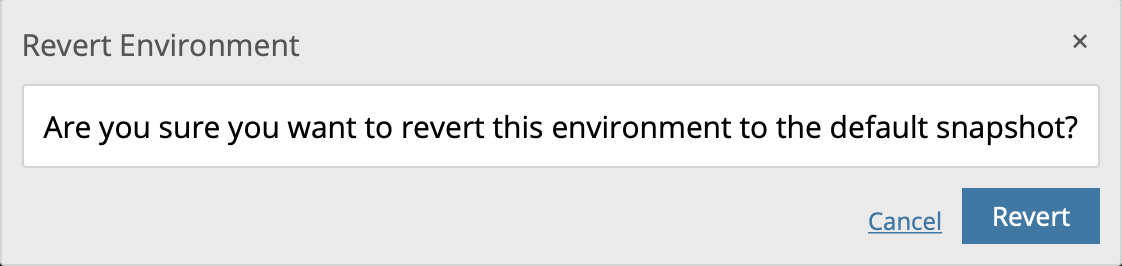 Revert Environment
×
Are you sure you want to revert this environment to the default snapshot?
Cancel
Revert